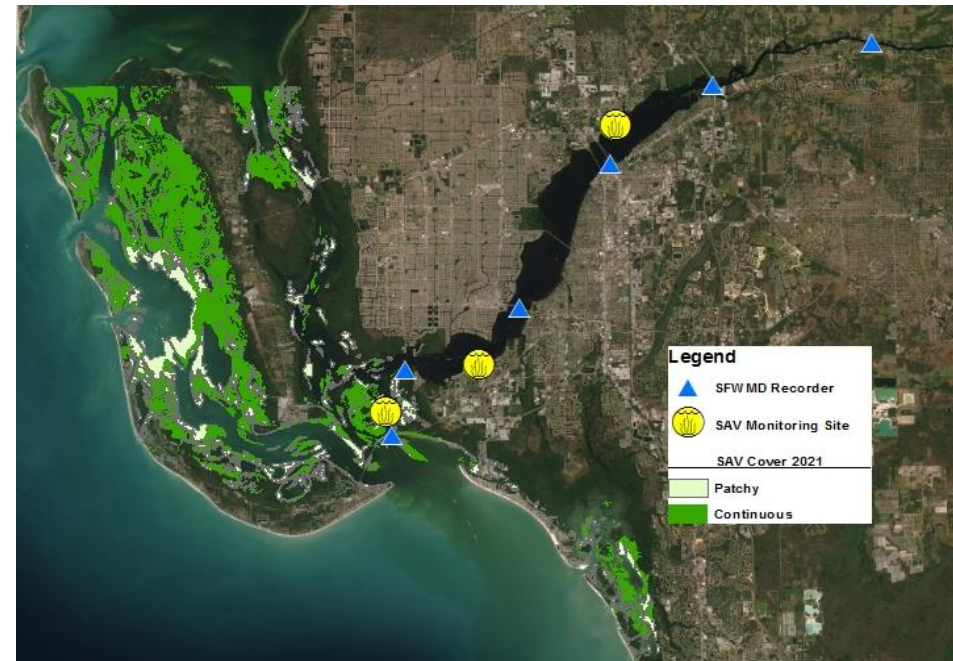 Legend
SFWMD Recorder
SAV Monitoring Site
SAV Cover 2021
Patchy
Continuous